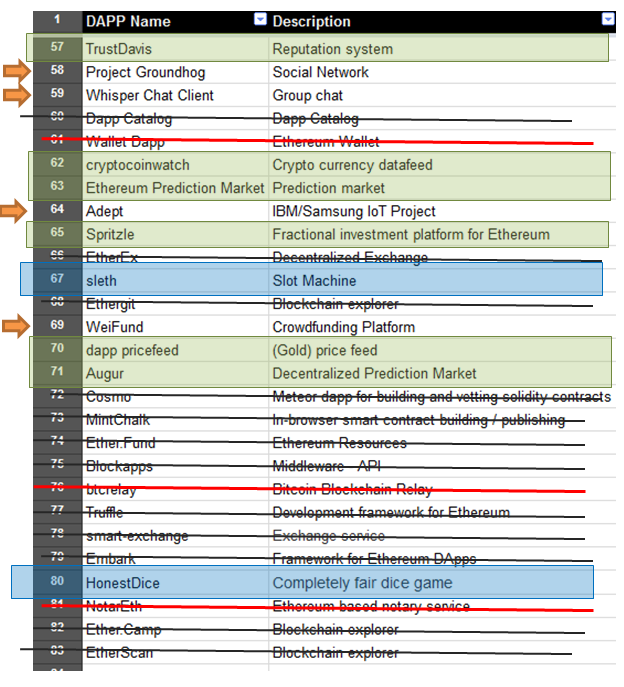 1 DAPP Name Description
57 TrustDavis Reputation system
58 Project Groundhog Social Network
59 Whisper Chat Client Group chat
60 Dapp Catalog Dapp Catalog
61 Wallet Dapp Ethereum Wallet
62 cryptocoinwatch Crypto currency datafeed
63 Ethereum Prediction Market Prediction market
64 Adept IBM/Samsung IoT Project
65 Spritzle Fractional investment platform for Ethereum
66 EtherEx Decentralized Exchange
67 sleth Slot Machine
68 Ethergit Blockchain explorer
69 WeiFund Crowdfunding Platform
70 dapp pricefeed (Gold) price feed
71 Augur Decentralized Prediction Market
72 Cosmo Meteor dapp for building and vetting solidity contracts
73 MintChalk In-browser smart contract building / publishing
74 Ether.Fund Ethereum Resources
75 Blockapps Middleware - API
76 btcrelay Bitcoin Blockchain Relay
77 Truffle Development framework for Ethereum
78 smart-exchange Exchange service
79 Embark Framework for Ethereum DApps
80 HonestDice Completely fair dice game
81 NotarEth Ethereum based notary service
82 Ether.Camp Blockchain explorer
83 EtherScan Blockchain explorer